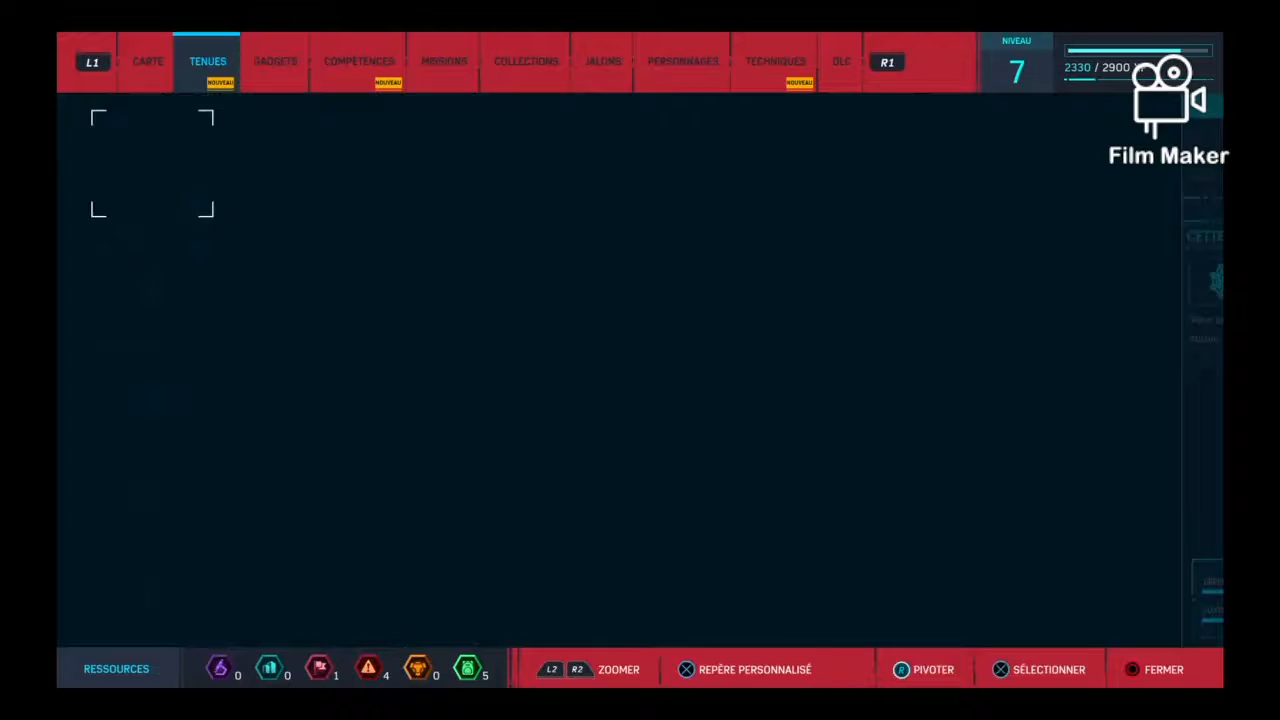 L1 CARTE TENUES GADGETS COMPÉTENCES MISSIONS COLLECTIONS JALONS PERSONNAGES TECHNIQUES DLC R1
NOUVEAU NOUVEAU NOUVEAU
NIVEAU
7
2330 / 2900
Film Maker
CETTE
RESSOURCES 0 0 1 4 0 5 L2 R2 ZOOMER REPÈRE PERSONNALISÉ R PIVOTER SÉLECTIONNER FERMER